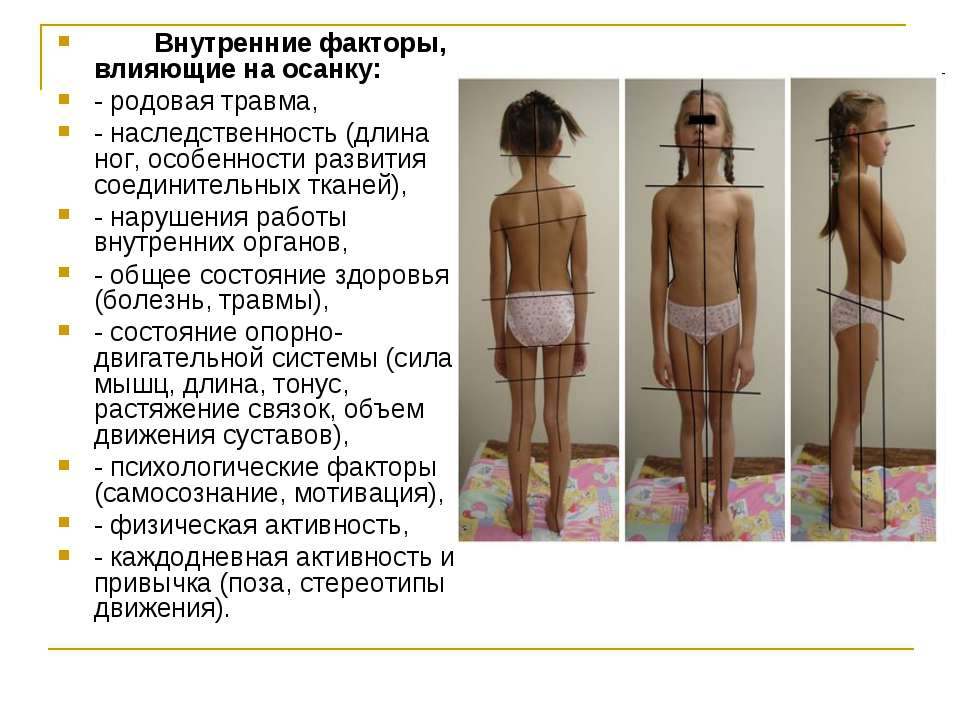 Внутренние факторы,
влияющие на осанку:
- родовая травма,
- наследственность (длина
ног, особенности развития
соединительных тканей),
- нарушения работы
внутренних органов,
- общее состояние здоровья
(болезнь, травмы),
- состояние опорно-
двигательной системы (сила
мышц, длина, тонус,
растяжение связок, объем
движения суставов),
- психологические факторы
(самосознание, мотивация),
- физическая активность,
- каждодневная активность и
привычка (поза, стереотипы
движения).